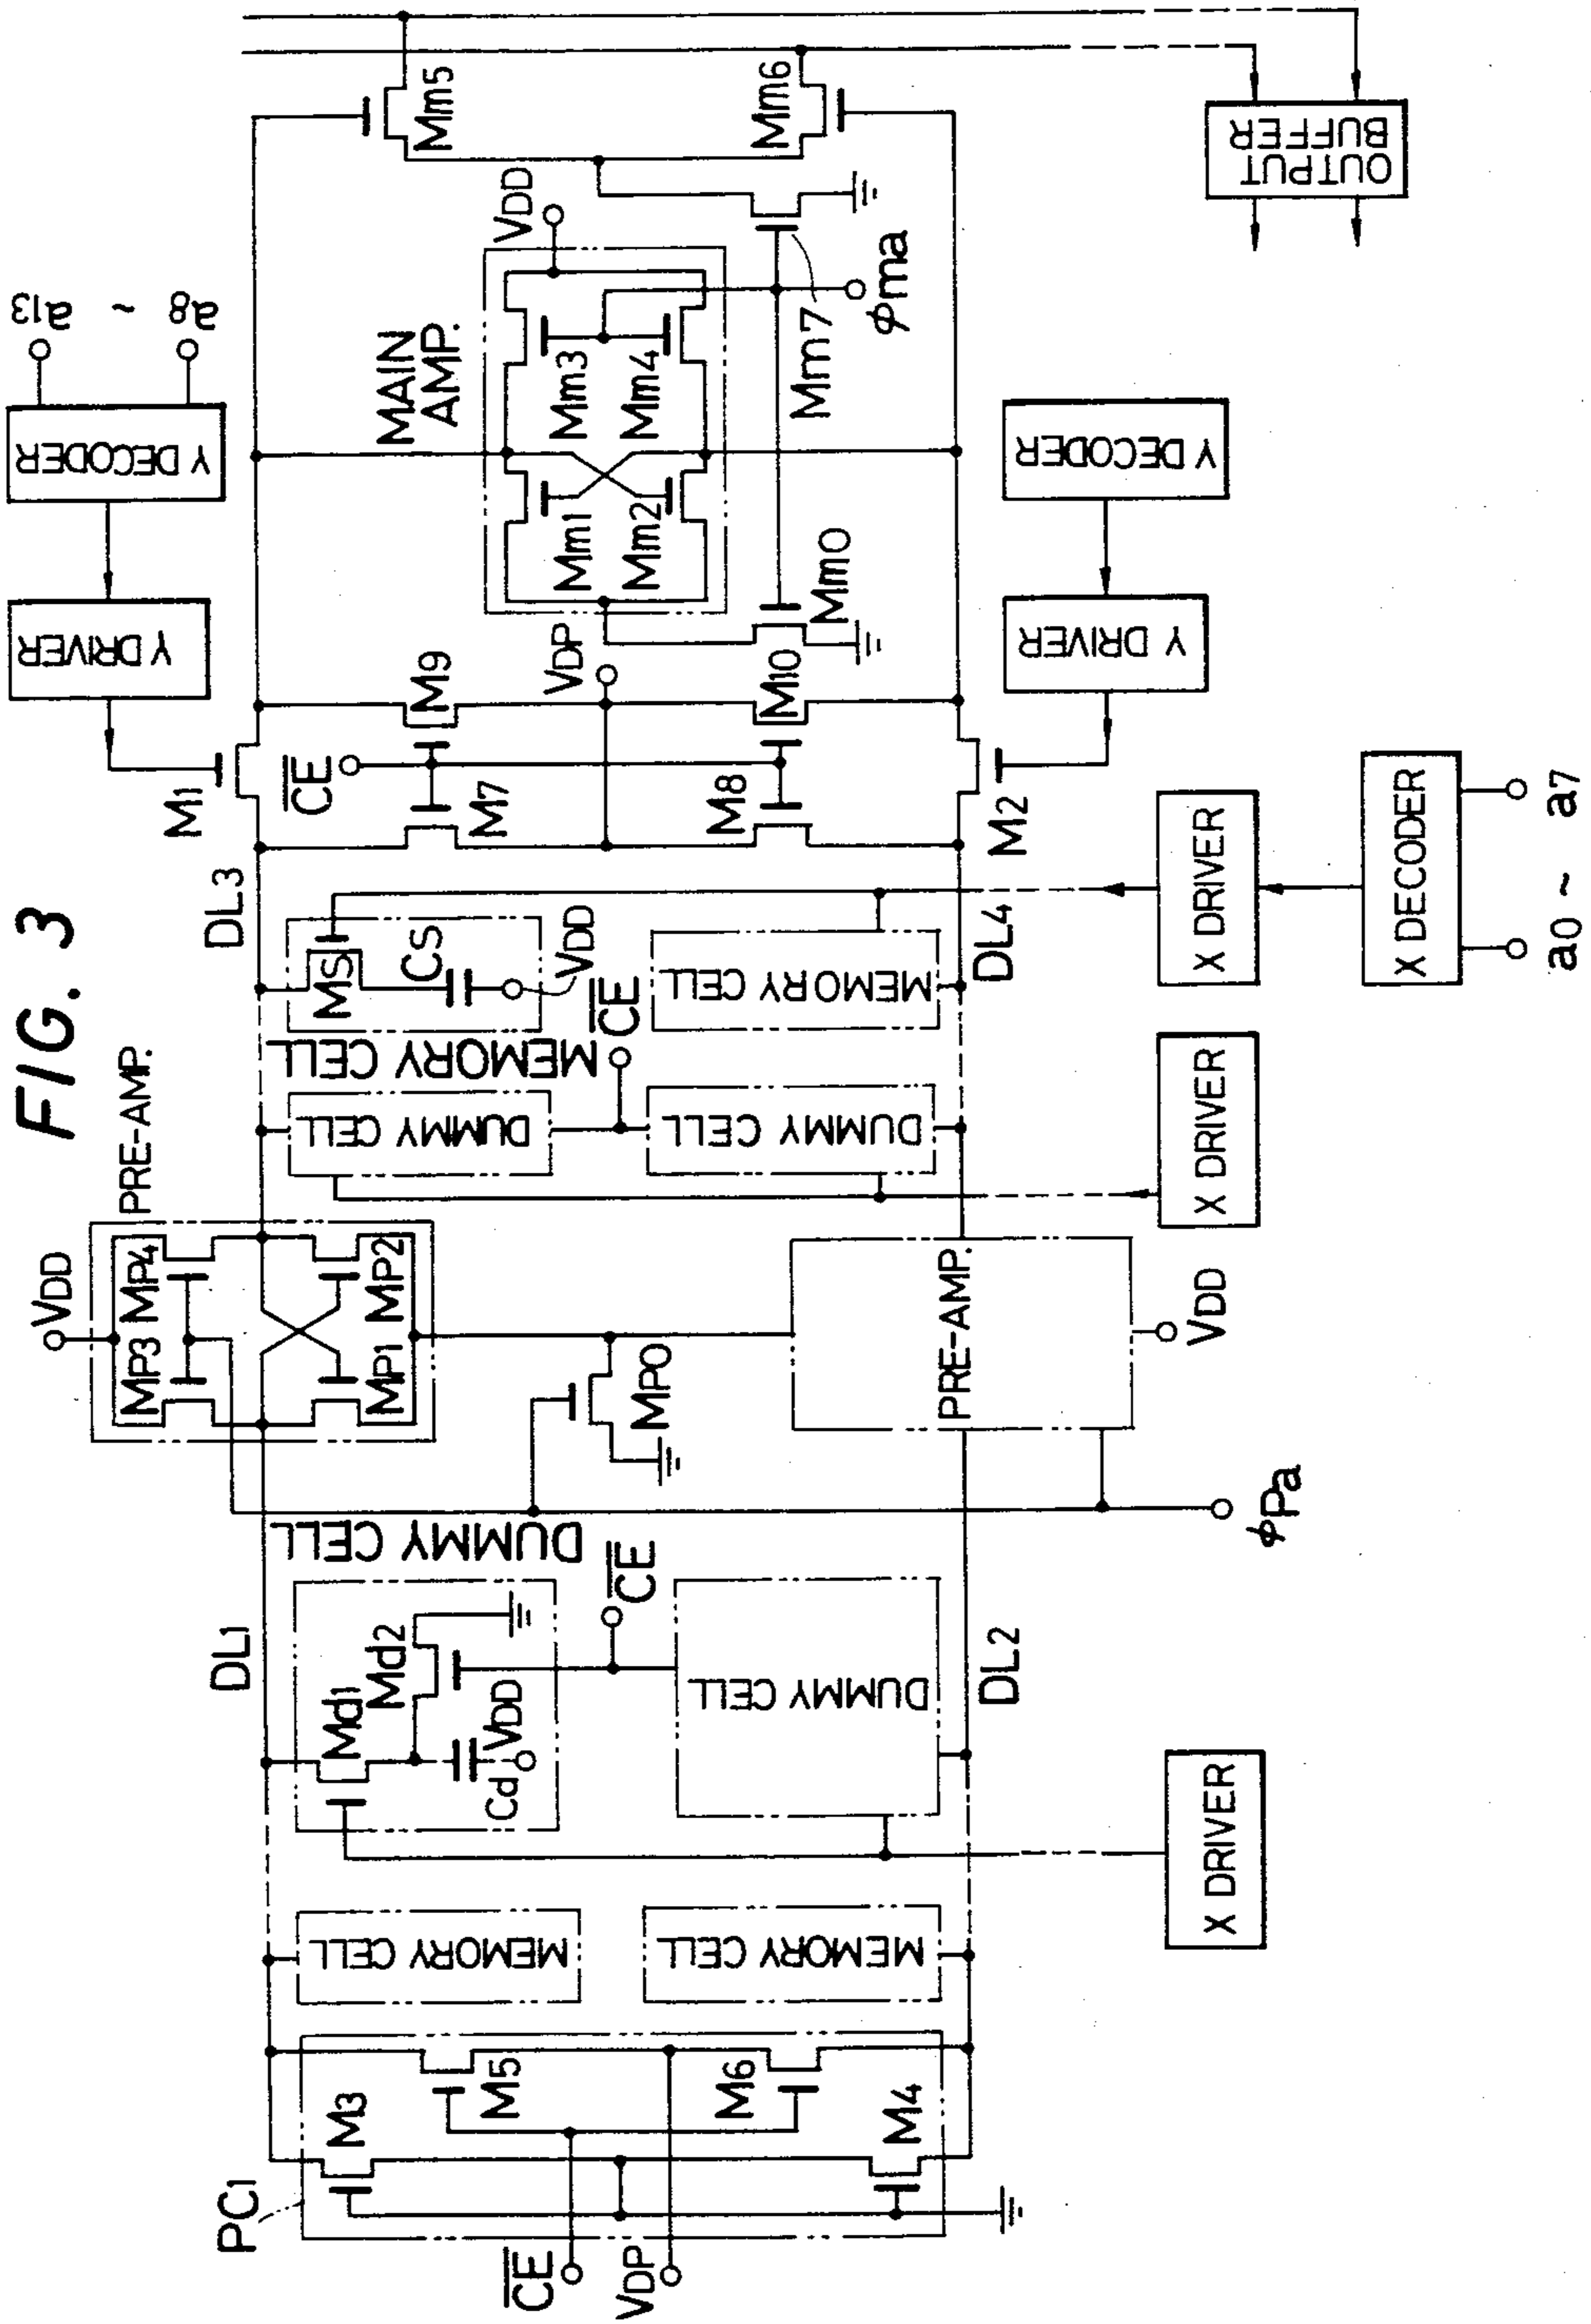 FIG. 3
a13 ~ a8
Y DECODER
Y DRIVER
M1
CE
M9
M7
VDP
M10
M8
M2
MAIN
AMP.
VDD
Mm3
Mm4
Mm1
Mm2
Mm0
Mm7
φma
Mm5
Mm6
OUTPUT
BUFFER
Y DECODER
Y DRIVER
DL3
MS
CS
VDD
MEMORY CELL
MEMORY CELL
DL4
X DRIVER
X DECODER
a0 ~ a7
CE
DUMMY CELL
DUMMY CELL
X DRIVER
PRE-AMP.
VDD
MP3
MP4
MP1
MP2
MP0
PRE-AMP.
VDD
φPa
DUMMY CELL
DL1
Md1
Md2
Cd
VDD
CE
DUMMY CELL
DL2
X DRIVER
MEMORY CELL
MEMORY CELL
PC1
M3
M5
M6
M4
CE
VDP